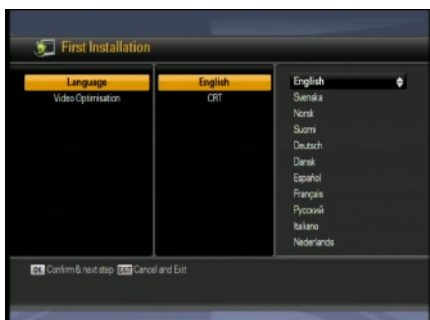 First Installation
Language
English
English
Video Optimisation
CRT
Svenska
Norsk
Suomi
Deutsch
Dansk
Español
Français
Русский
Italiano
Nederlands
OK Confirm & next step EXIT Cancel and Exit